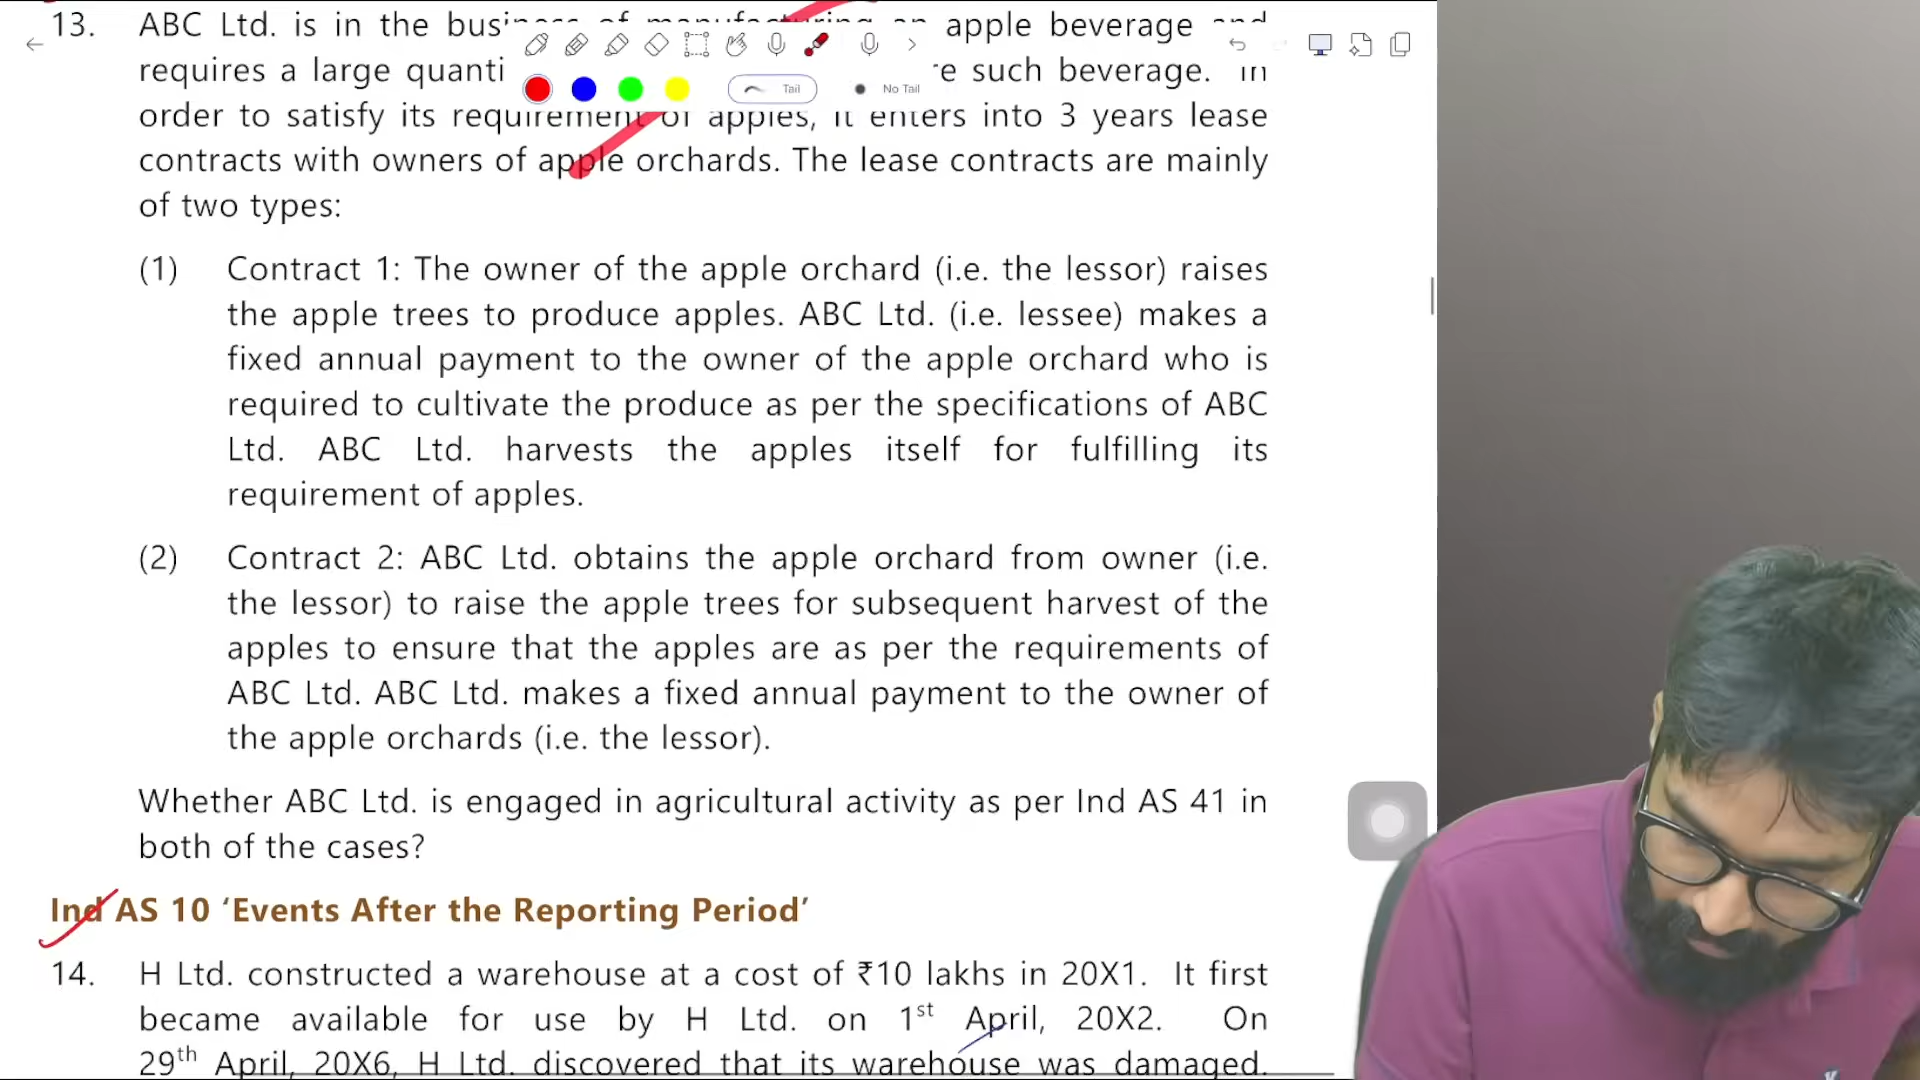 13. ABC Ltd. is in the business of manufacturing an apple beverage and
requires a large quanti e such beverage. In
Tail
No Tail
order to satisfy its requirement of apples, it enters into 3 years lease
contracts with owners of apple orchards. The lease contracts are mainly
of two types:
(1) Contract 1: The owner of the apple orchard (i.e. the lessor) raises
the apple trees to produce apples. ABC Ltd. (i.e. lessee) makes a
fixed annual payment to the owner of the apple orchard who is
required to cultivate the produce as per the specifications of ABC
Ltd. ABC Ltd. harvests the apples itself for fulfilling its
requirement of apples.
(2) Contract 2: ABC Ltd. obtains the apple orchard from owner (i.e.
the lessor) to raise the apple trees for subsequent harvest of the
apples to ensure that the apples are as per the requirements of
ABC Ltd. ABC Ltd. makes a fixed annual payment to the owner of
the apple orchards (i.e. the lessor).
Whether ABC Ltd. is engaged in agricultural activity as per Ind AS 41 in
both of the cases?
Ind AS 10 ‘Events After the Reporting Period’
14. H Ltd. constructed a warehouse at a cost of ₹10 lakhs in 20X1. It first
became available for use by H Ltd. on 1st April, 20X2. On
29th April, 20X6, H Ltd. discovered that its warehouse was damaged.